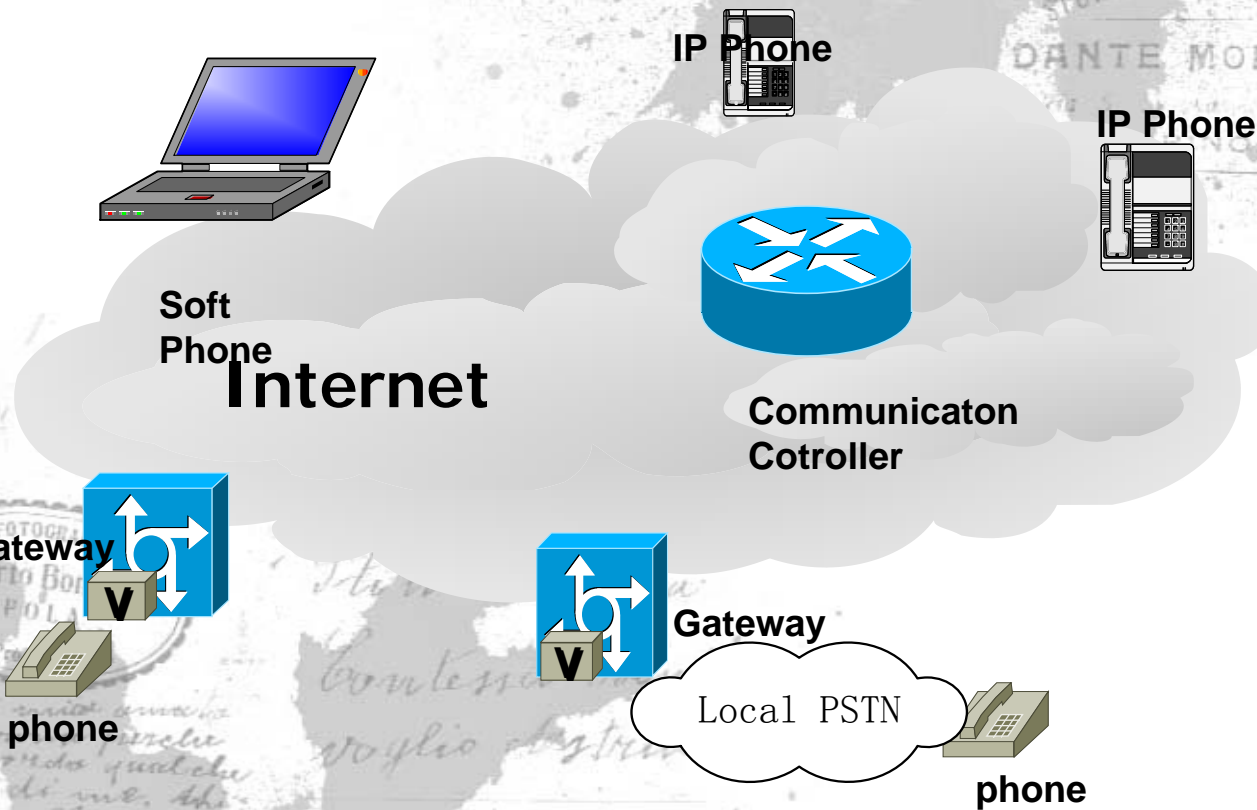 IP Phone
DANTE MO
IP Phone
Soft
Phone
Internet
Communicaton
Cotroller
ateway
V
Gateway
V
Local PSTN
phone
phone